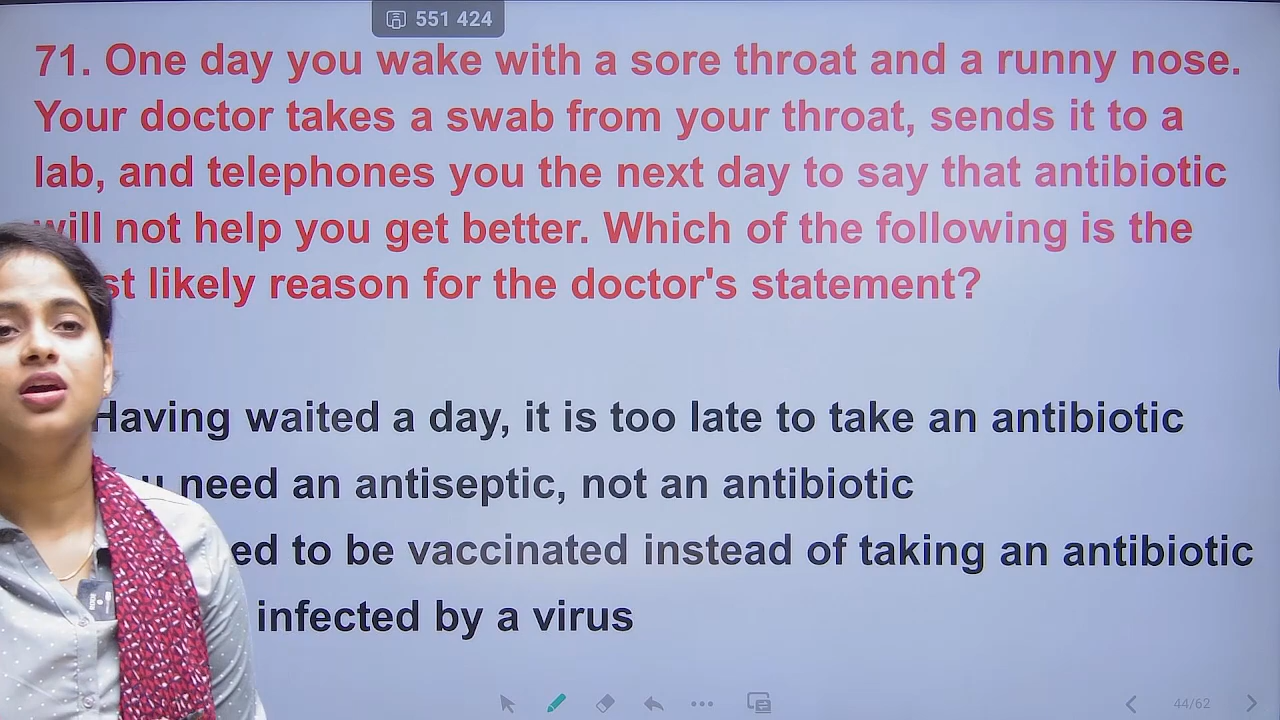 551 424
71. One day you wake with a sore throat and a runny nose.
Your doctor takes a swab from your throat, sends it to a
lab, and telephones you the next day to say that antibiotic
will not help you get better. Which of the following is the
likely reason for the doctor's statement?
Having waited a day, it is too late to take an antibiotic
need an antiseptic, not an antibiotic
to be vaccinated instead of taking an antibiotic
infected by a virus
44/62